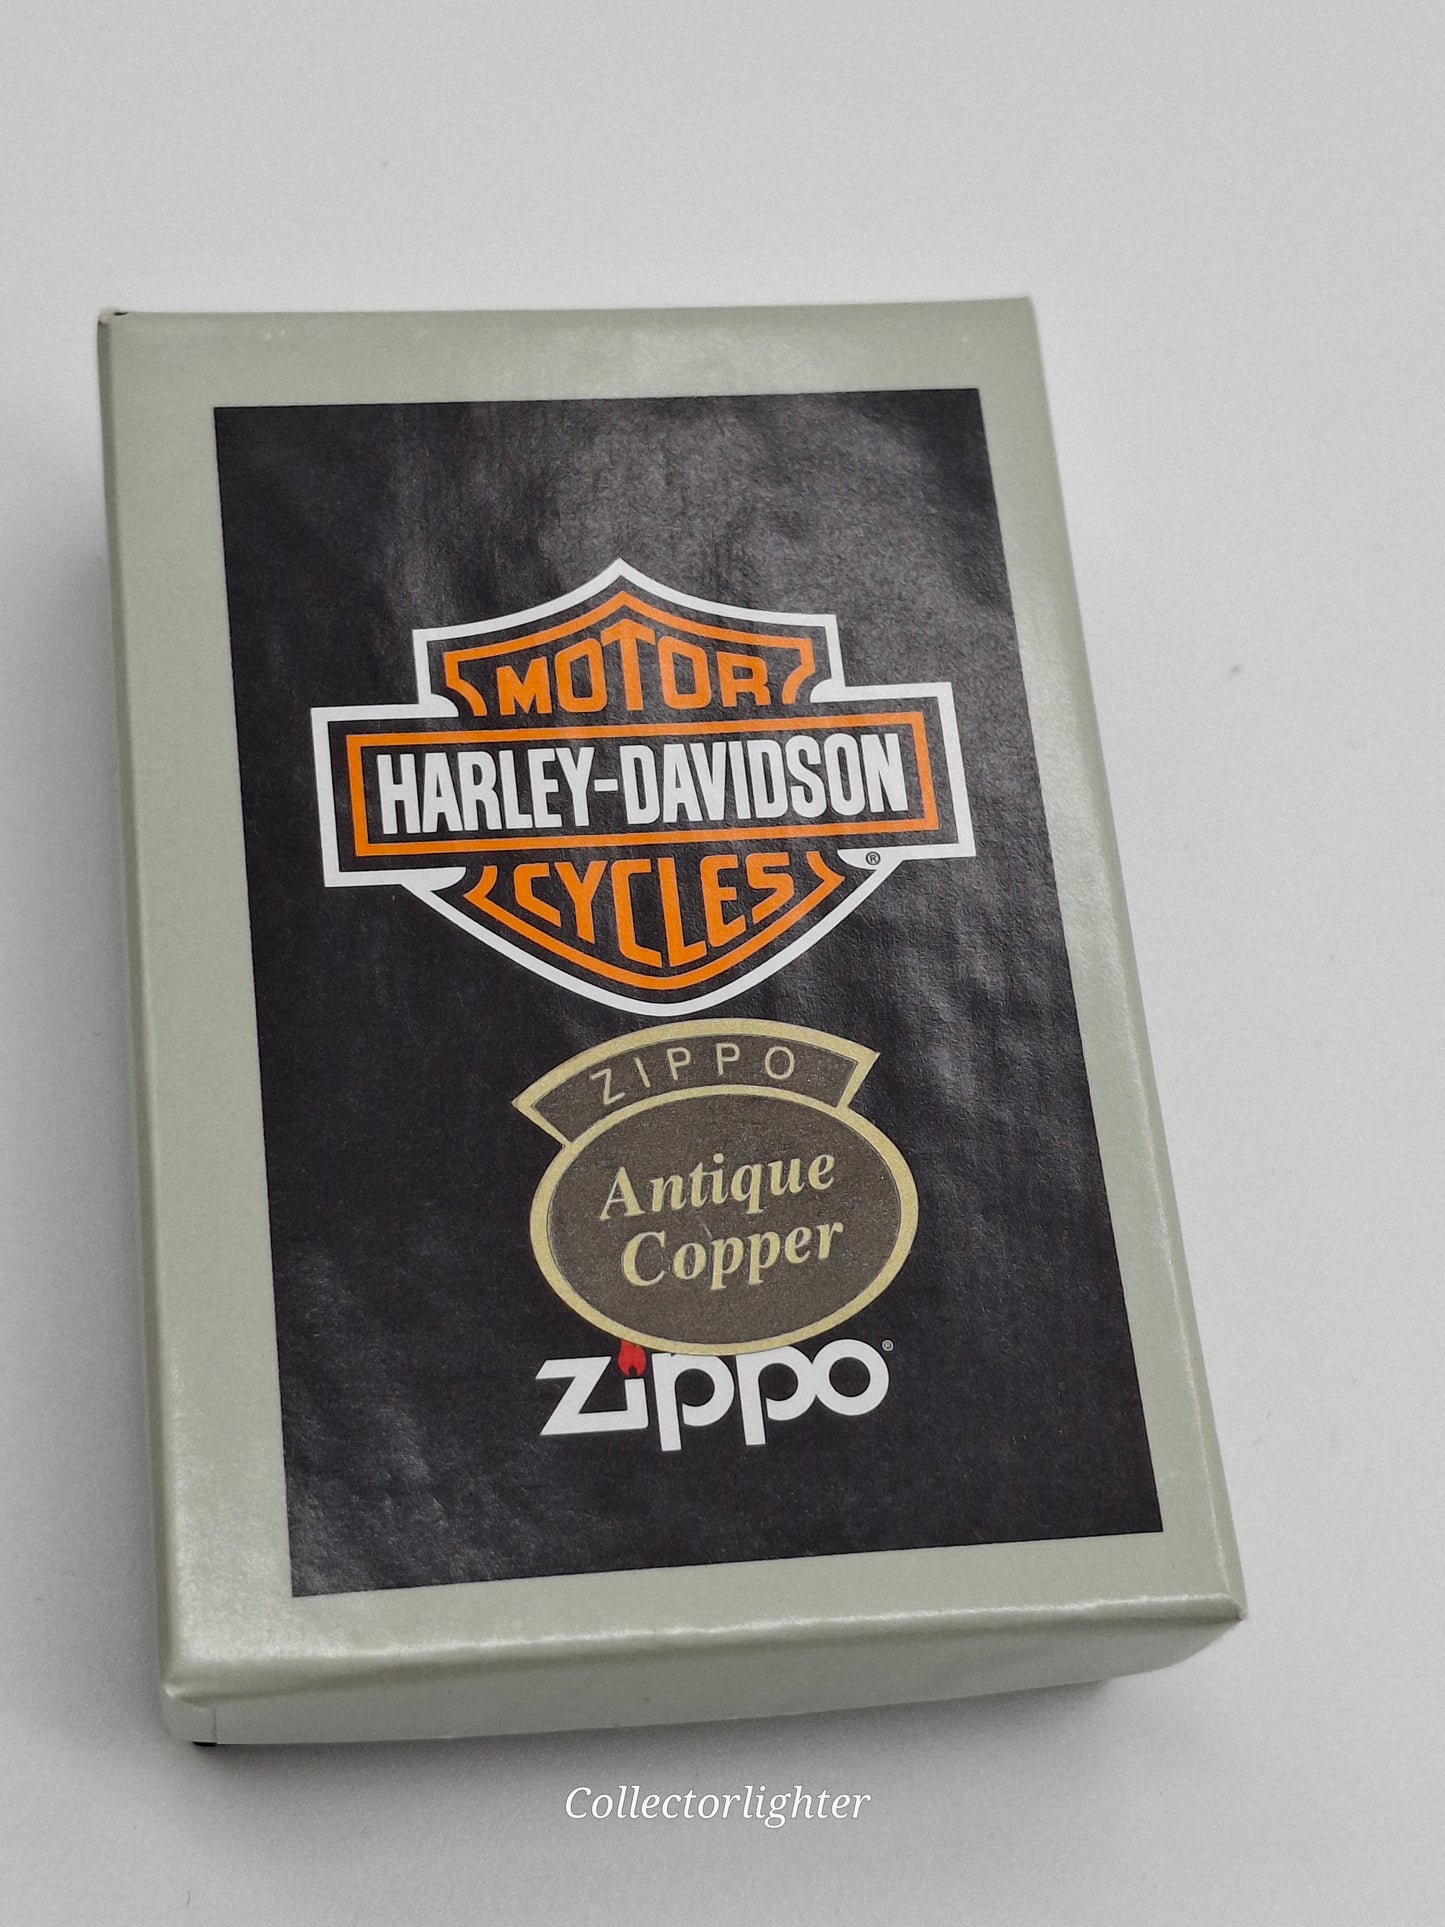 MOTOR
HARLEY-DAVIDSON
CYCLES
®
ZIPPO
Antique
Copper
zippo®
Collectorlighter